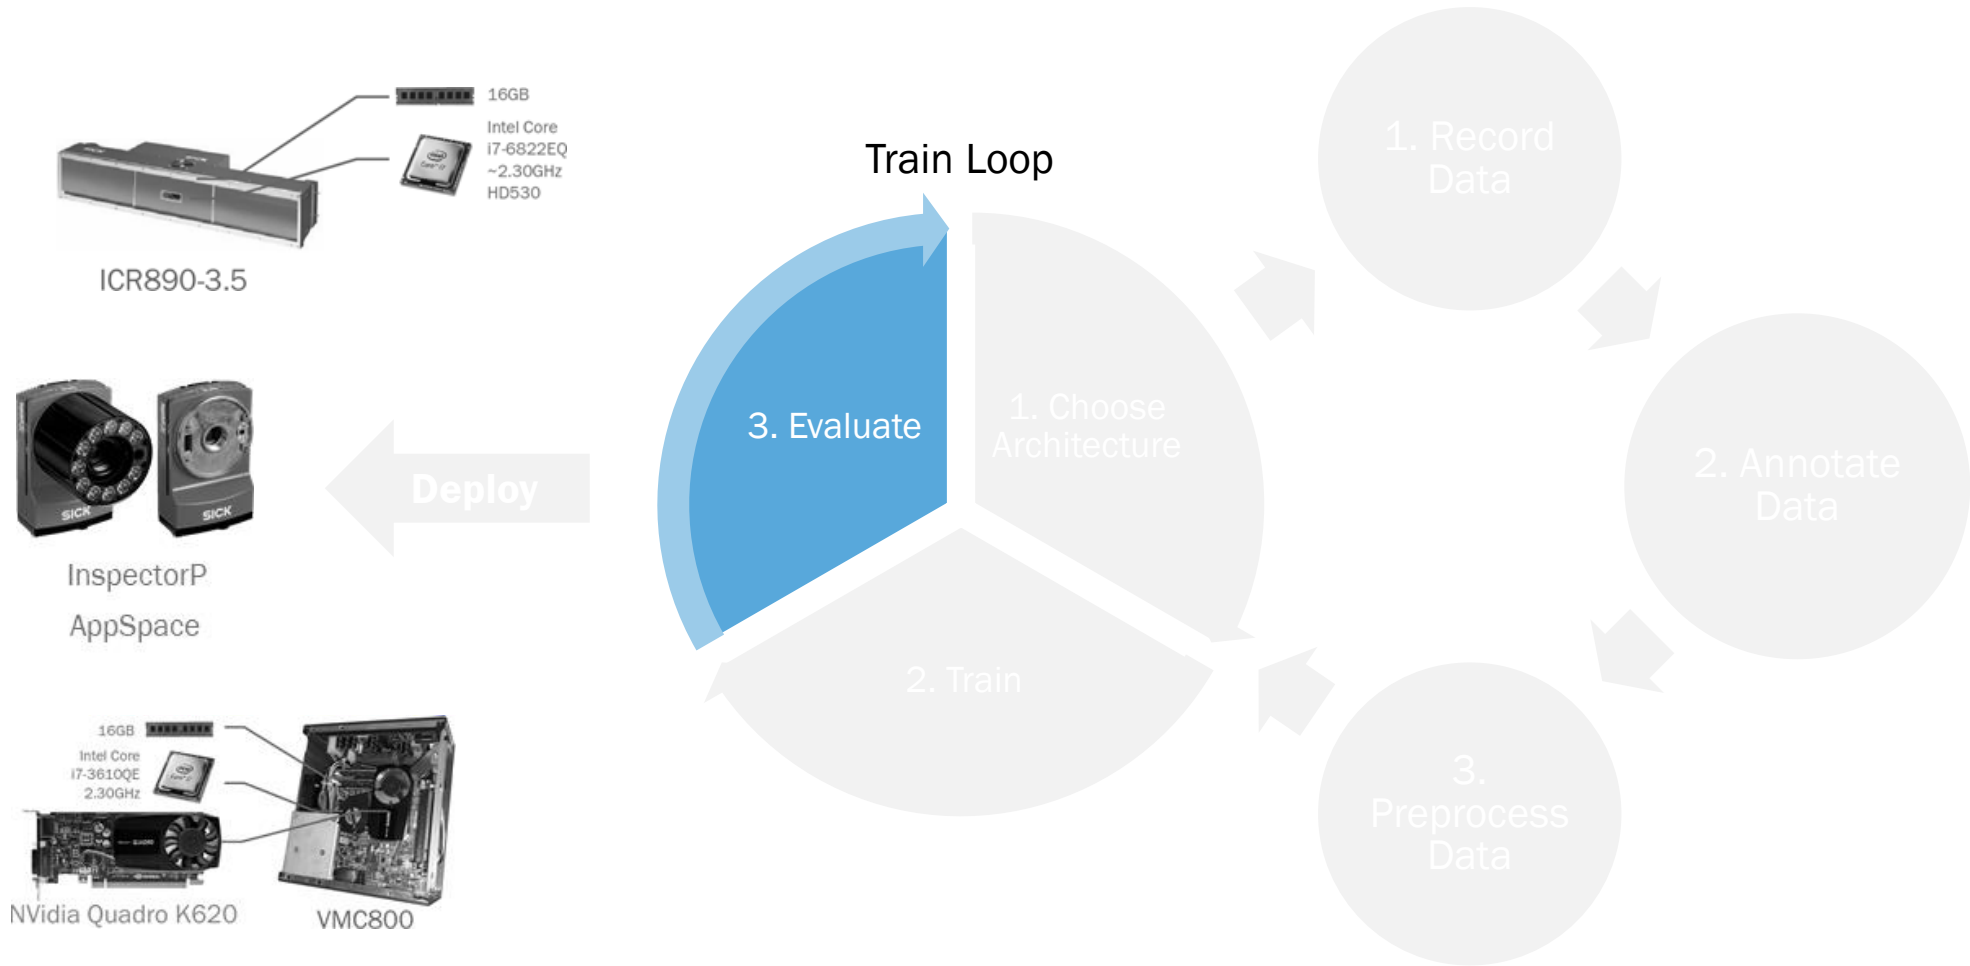 16GB
Intel Core
i7-6822EQ
~2.30GHz
HD530
ICR890-3.5
SICK
SICK
InspectorP
AppSpace
16GB
Intel Core
i7-3610QE
2.30GHz
QUADRO
NVidia Quadro K620
VMC800
Deploy
Train Loop
3. Evaluate
1. Choose
Architecture
2. Train
1. Record
Data
2. Annotate
Data
3.
Preprocess
Data